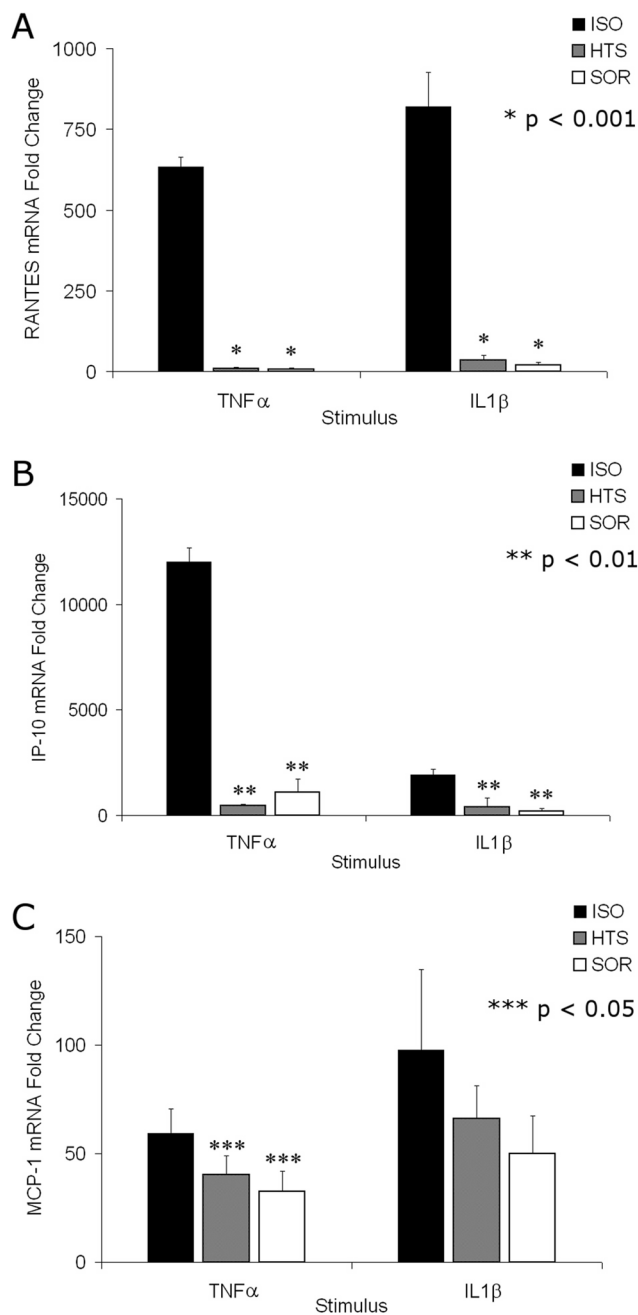 A
ISO
HTS
SOR
* p < 0.001
RANTES mRNA Fold Change
1000
750
500
250
0
* * * *
TNFα IL1β
Stimulus
B
ISO
HTS
SOR
** p < 0.01
IP-10 mRNA Fold Change
15000
10000
5000
0
** ** ** **
TNFα IL1β
Stimulus
C
ISO
HTS
SOR
*** p < 0.05
MCP-1 mRNA Fold Change
150
100
50
0
*** ***
TNFα IL1β
Stimulus